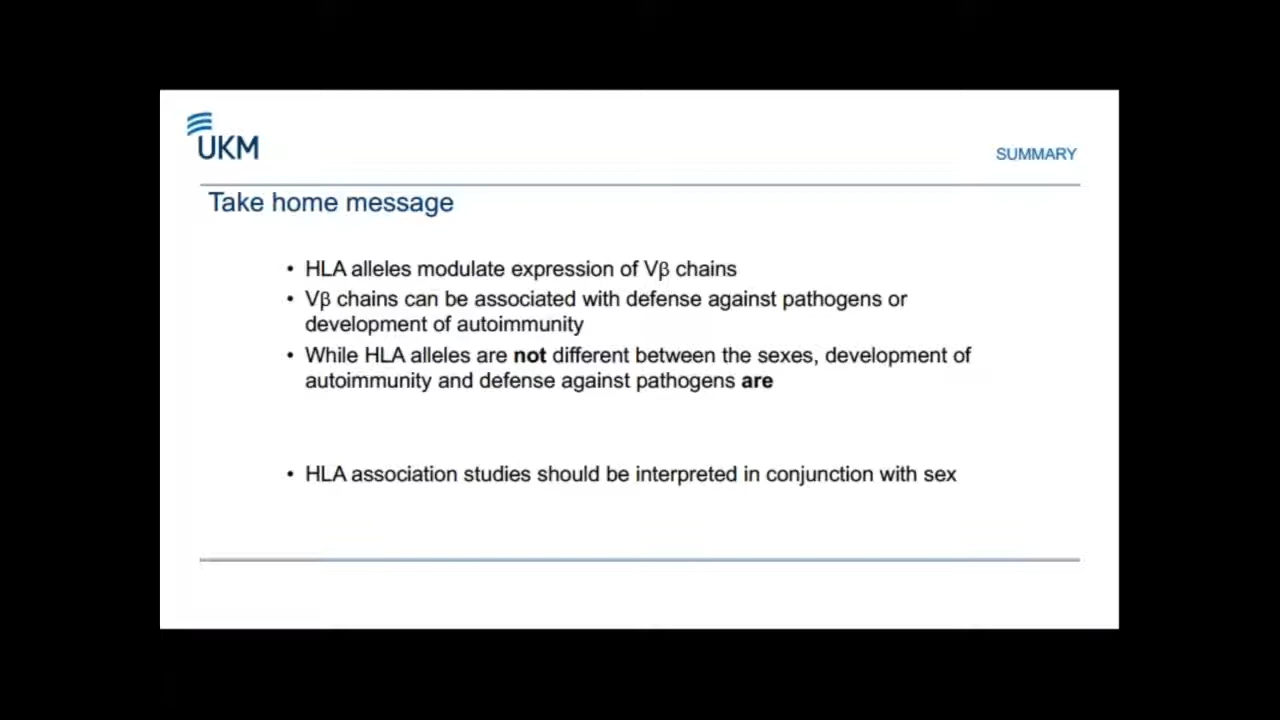 UKM
SUMMARY
Take home message
• HLA alleles modulate expression of Vβ chains
• Vβ chains can be associated with defense against pathogens or
development of autoimmunity
• While HLA alleles are not different between the sexes, development of
autoimmunity and defense against pathogens are
• HLA association studies should be interpreted in conjunction with sex